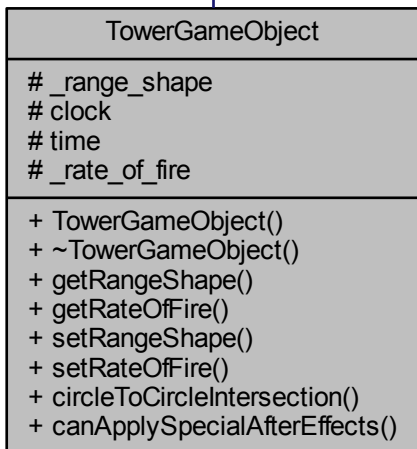 TowerGameObject
# _range_shape
# clock
# time
# _rate_of_fire
+ TowerGameObject()
+ ~TowerGameObject()
+ getRangeShape()
+ getRateOfFire()
+ setRangeShape()
+ setRateOfFire()
+ circleToCircleIntersection()
+ canApplySpecialAfterEffects()